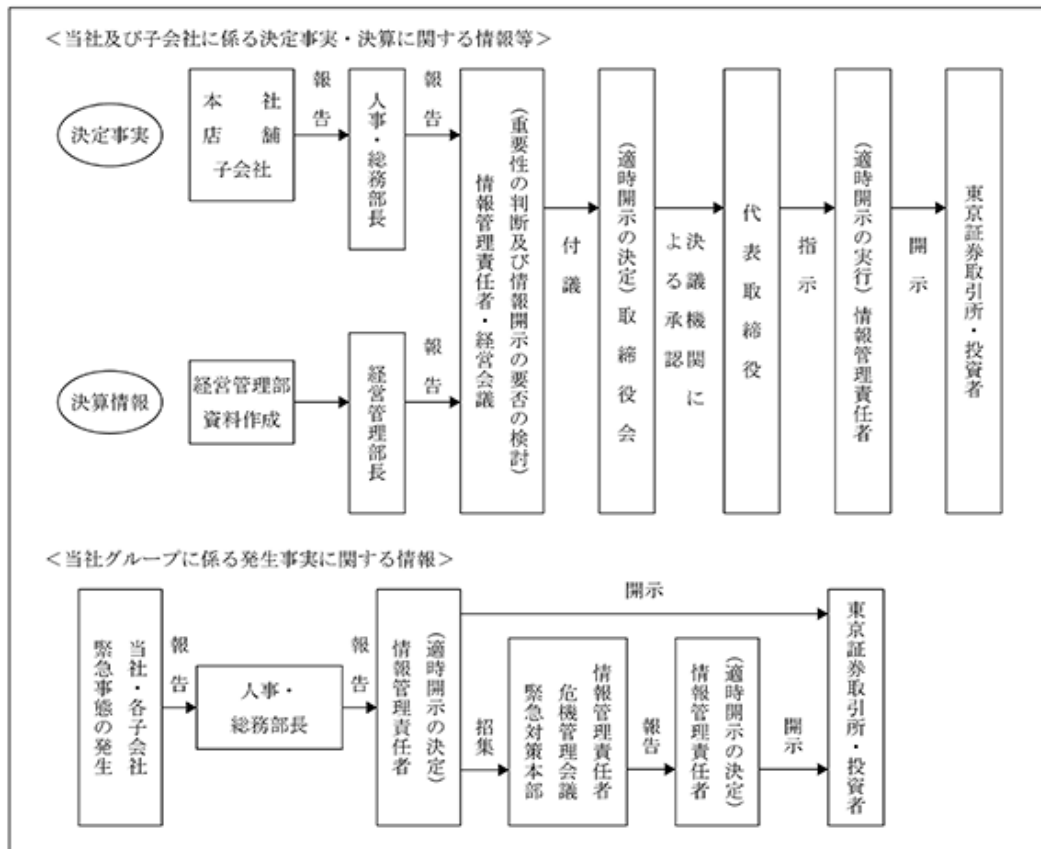 ＜当社及び子会社に係る決定事実・決算に関する情報等＞
決定事実
本社
店舗
子会社
報告
人事・総務部長
報告
決算情報
経営管理部
資料作成
経営管理部長
報告
（重要性の判断及び情報開示の要否の検討）
情報管理責任者・経営会議
付議
（適時開示の決定）取締役会
決議機関に
よる承認
代表取締役
指示
（適時開示の実行）情報管理責任者
開示
東京証券取引所・投資者
＜当社グループに係る発生事実に関する情報＞
当社・各子会社
緊急事態の発生
報告
人事・
総務部長
報告
（適時開示の決定）
情報管理責任者
開示
招集
情報管理責任者
危機管理会議
緊急対策本部
報告
（適時開示の決定）
情報管理責任者
開示
東京証券取引所・投資者